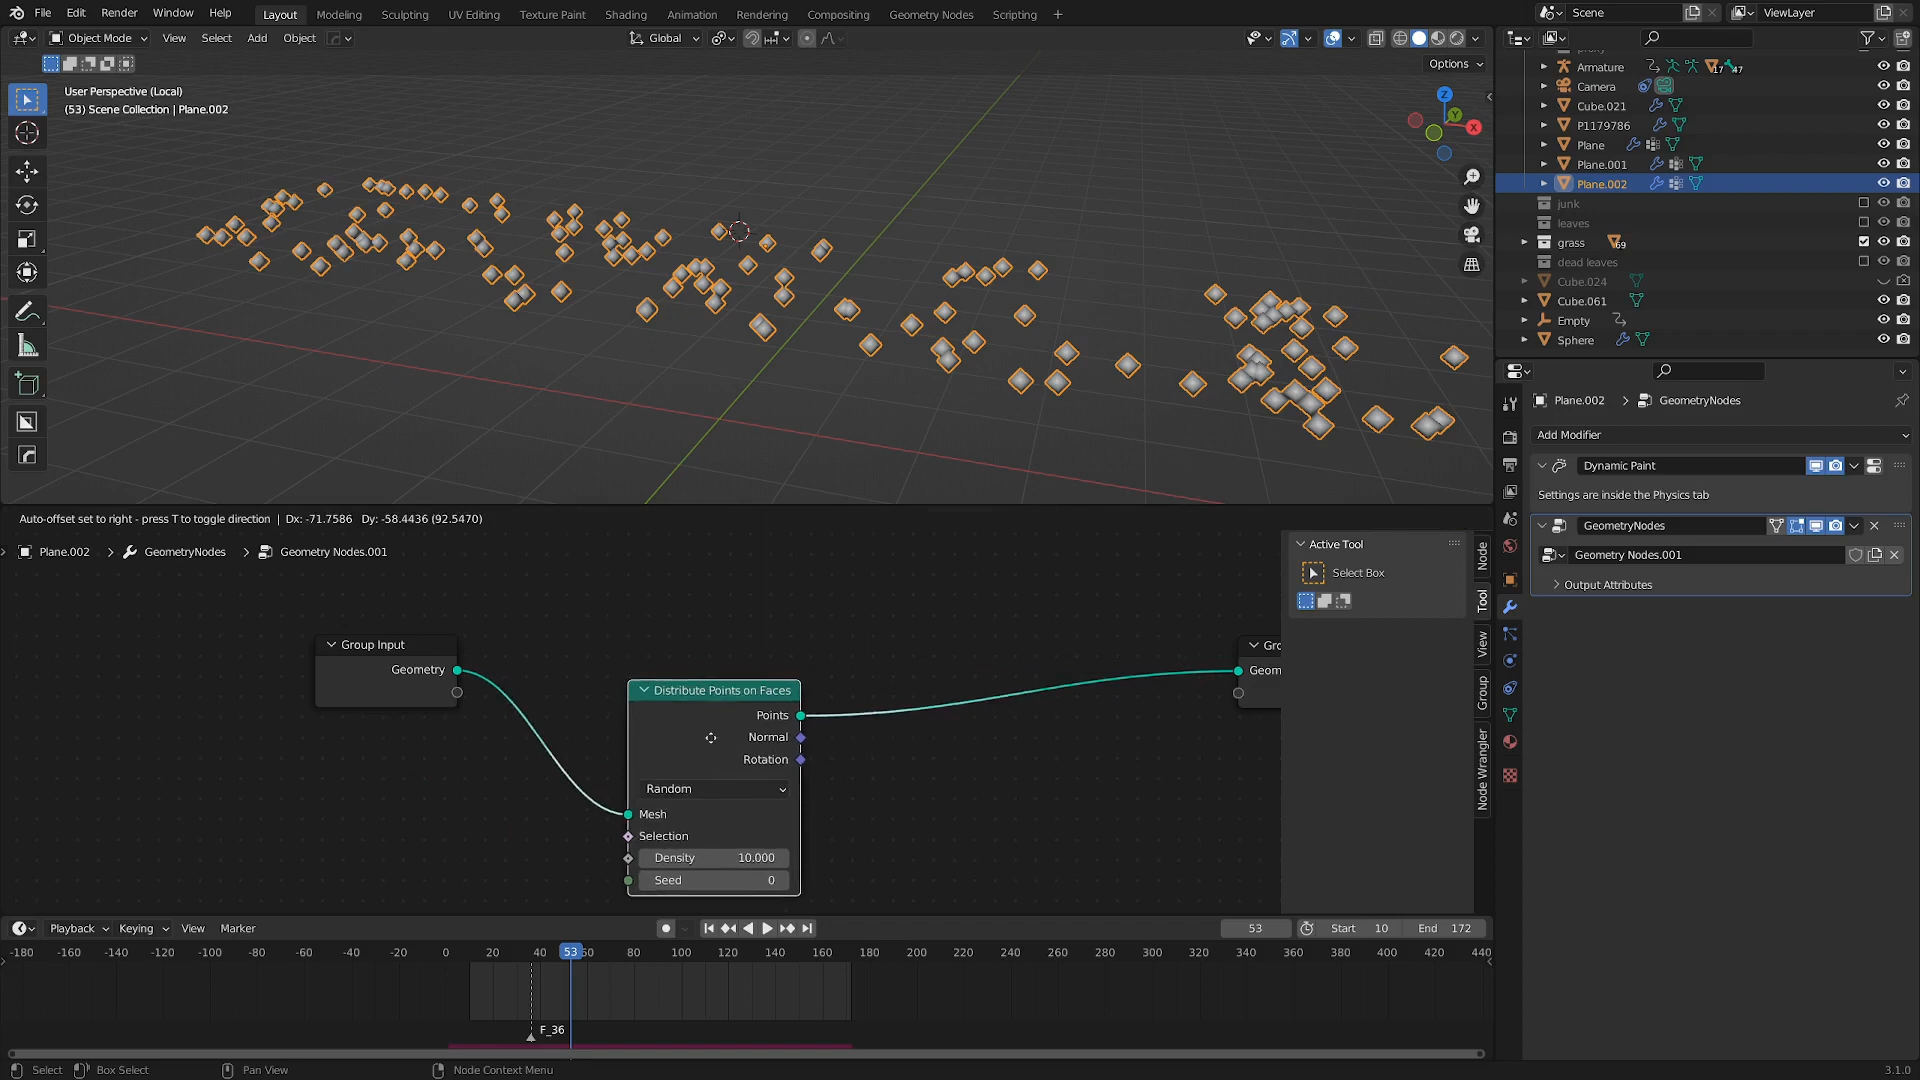 File Edit Render Window Help
Layout Modeling Sculpting UV Editing Texture Paint Shading Animation Rendering Compositing Geometry Nodes Scripting +
Scene
ViewLayer
Object Mode View Select Add Object
Global
Options
User Perspective (Local)
(53) Scene Collection | Plane.002
Z
Y
X
Armature 17 47
Camera
Cube.021
P1179786
Plane
Plane.001
Plane.002
junk
leaves
grass 69
dead leaves
Cube.024
Cube.061
Empty
Sphere
Plane.002 > GeometryNodes
Add Modifier
Dynamic Paint
Settings are inside the Physics tab
GeometryNodes
Geometry Nodes.001
Output Attributes
Auto-offset set to right - press T to toggle direction | Dx: -71.7586 Dy: -58.4436 (92.5470)
Plane.002 > GeometryNodes > Geometry Nodes.001
Active Tool
Select Box
Node
Tool
View
Group
Node Wrangler
Group Input
Geometry
Distribute Points on Faces
Points
Normal
Rotation
Random
Mesh
Selection
Density 10.000
Seed 0
Gro
Geom
Playback Keying View Marker
53 Start 10 End 172
-180 -160 -140 -120 -100 -80 -60 -40 -20 0 20 40 53 60 80 100 120 140 160 180 200 220 240 260 280 300 320 340 360 380 400 420 440
F_36
Select Box Select Pan View Node Context Menu 3.1.0